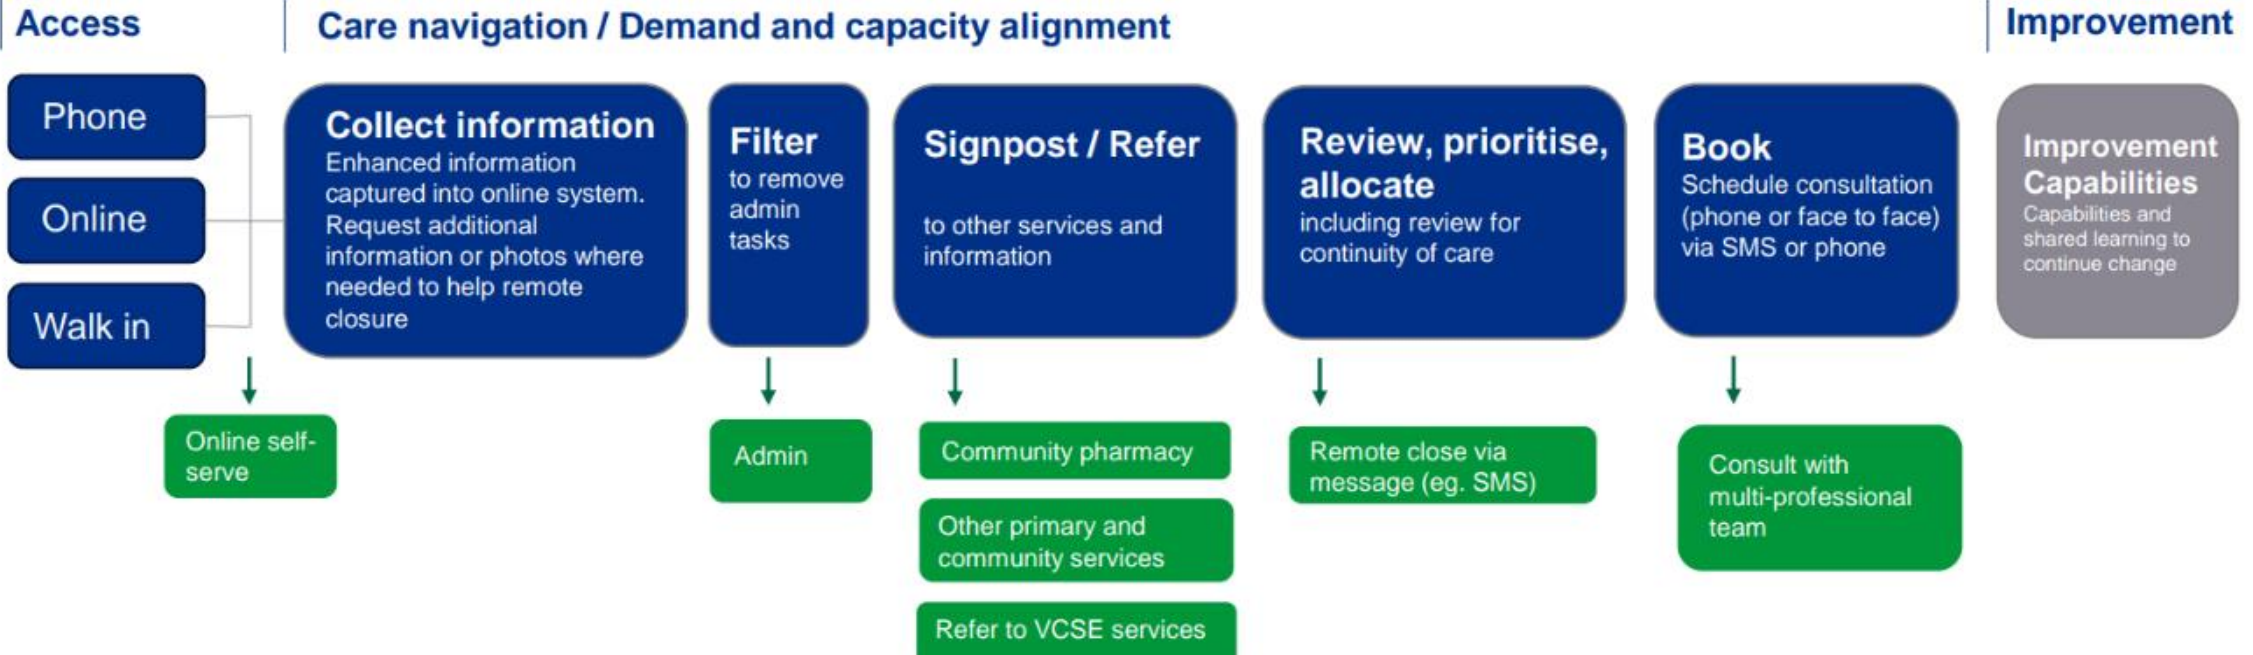 Access
Care navigation / Demand and capacity alignment
Improvement
Phone
Online
Walk in
Collect information
Enhanced information
captured into online system.
Request additional
information or photos where
needed to help remote
closure
Filter
to remove
admin
tasks
Signpost / Refer
to other services and
information
Review, prioritise,
allocate
including review for
continuity of care
Book
Schedule consultation
(phone or face to face)
via SMS or phone
Improvement
Capabilities
Capabilities and
shared learning to
continue change
Online self-
serve
Admin
Community pharmacy
Other primary and
community services
Refer to VCSE services
Remote close via
message (eg. SMS)
Consult with
multi-professional
team